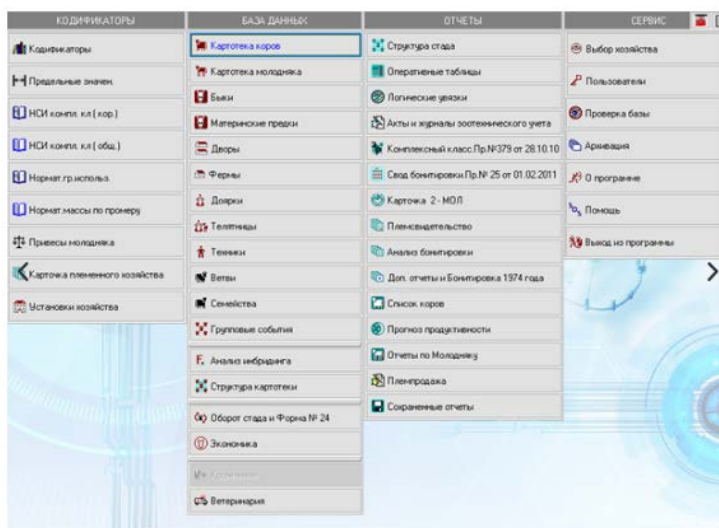 КОДИФИКАТОРЫ
Кодификаторы
Предельные значен.
НСИ компл. кл ( кор.)
НСИ компл. кл ( общ.)
Нормат.гр.использ.
Нормат.массы по промеру
Привесы молодняка
Карточка племенного хозяйства
Установки хозяйства
БАЗА ДАННЫХ
Картотека коров
Картотека молодняка
Быки
Материнские предки
Дворы
Фермы
Доярки
Телятницы
Техники
Ветви
Семейства
Групповые события
Анализ инбридинга
Структура картотеки
Оборот стада и Форма № 24
Экономика
Ветеринария
ОТЧЕТЫ
Структура стада
Оперативные таблицы
Логические увязки
Акты и журналы зоотехнического учета
Комплексный класс.Пр.№379 от 28.10.10
Свод бонитировки.Пр.№ 25 от 01.02.2011
Карточка 2 - МОЛ
Племсвидетельство
Анализ бонитировки
Доп. отчеты и Бонитировка 1974 года
Список коров
Прогноз продуктивности
Отчеты по Молодняку
Племпродажа
Сохраненные отчеты
СЕРВИС
Выбор хозяйства
Пользователи
Проверка базы
Архивация
О программе
Помощь
Выход из программы